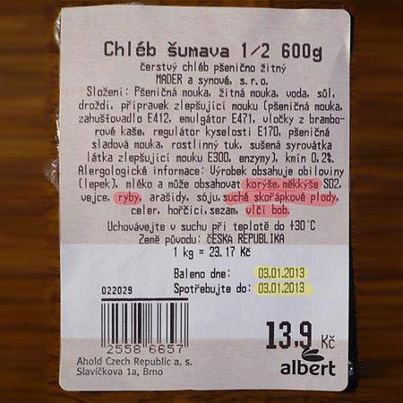 Chléb šumava 1/2 600g
čerstvý chléb pšenično žitný
MADER a synové, s.r.o.
Složení: Pšeničná mouka, žitná mouka, voda, sůl,
droždí, přípravek zlepšující mouku (pšeničná mouka,
zahušťovadlo E412, emulgátor E471, vločky z brambo-
rové kaše, regulátor kyselosti E170, pšeničná
sladová mouka, rostlinný tuk, sušená syrovátka
látka zlepšující mouku E300, enzymy), kmín 0,2%.
Alergologické informace: Výrobek obsahuje obiloviny
(lepek), mléko a může obsahovat korýše, měkkýše SO2,
vejce, ryby, arašídy, sóju, suché skořápkové plody,
celer, hořčici, sezam, vlčí bob.
Uchovávejte v suchu při teplotě do +30°C
Země původu: ČESKÁ REPUBLIKA
1 kg = 23.17 Kč
Baleno dne: 03.01.2013
Spotřebujte do: 03.01.2013
022029
2558 6657
13,9 Kč
albert
Ahold Czech Republic a. s.
Slavíčkova 1a, Brno